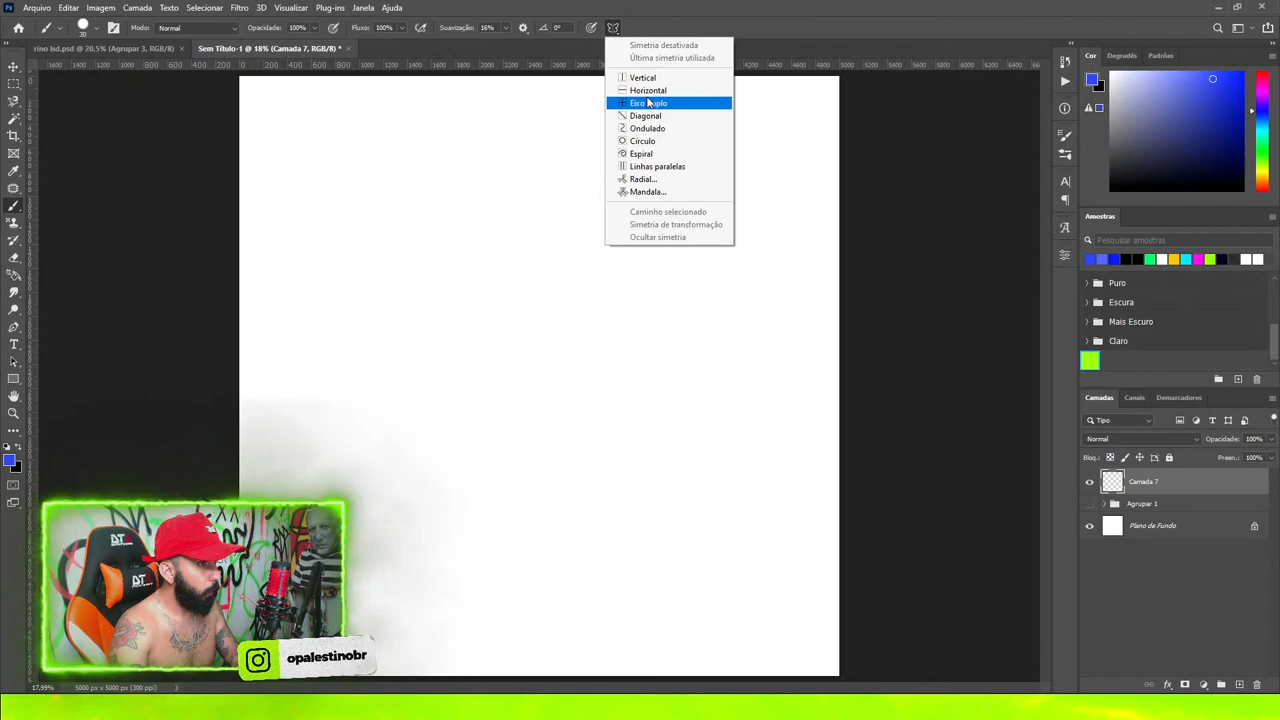 Arquivo Editar Imagem Camada Texto Selecionar Filtro 3D Visualizar Plug-ins Janela Ajuda
30 Modo: Normal Opacidade: 100% Fluxo: 100% Suavização: 16% 0°
rino lsd.psd @ 20,5% (Agrupar 3, RGB/8) × Sem Título-1 @ 18% (Camada 7, RGB/8) * ×
Simetria desativada
Última simetria utilizada
Vertical
Horizontal
Diagonal
Ondulado
Círculo
Espiral
Linhas paralelas
Radial...
Mandala...
Caminho selecionado
Simetria de transformação
Ocultar simetria
Cor Degradês Padrões
Amostras
Pesquisar amostras
Puro
Escura
Mais Escuro
Claro
Camadas Canais Demarcadores
Tipo
Normal Opacidade: 100%
Bloq.: Preen.: 100%
Camada 7
Agrupar 1
Plano de Fundo
opalestinobr
17,99% 5000 px x 5000 px (300 ppi)